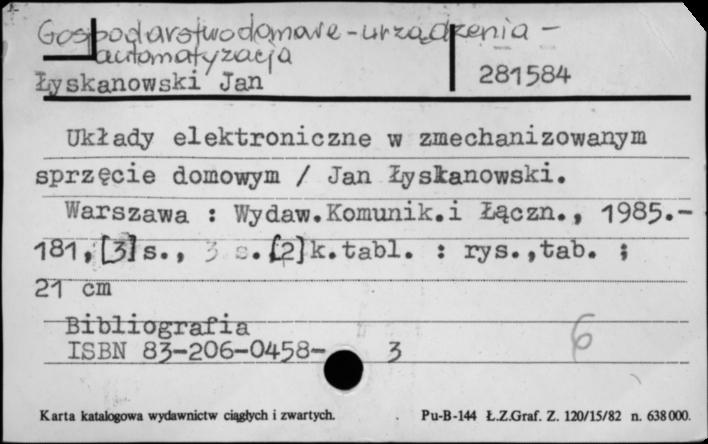 Gospodarstwo domowe - urządzenia -
automatyzacja
Łyskanowski Jan
281584
Układy elektroniczne w zmechanizowanym
sprzęcie domowym / Jan Łyskanowski.
Warszawa : Wydaw.Komunik.i Łączn., 1985.-
181,[3]s., 3 s.[2]k.tabl. : rys.,tab. ;
21 cm
Bibliografia
ISBN 83-206-0458- 3
6
Karta katalogowa wydawnictw ciągłych i zwartych. Pu-B-144 Ł.Z.Graf. Z. 120/15/82 n. 638000.